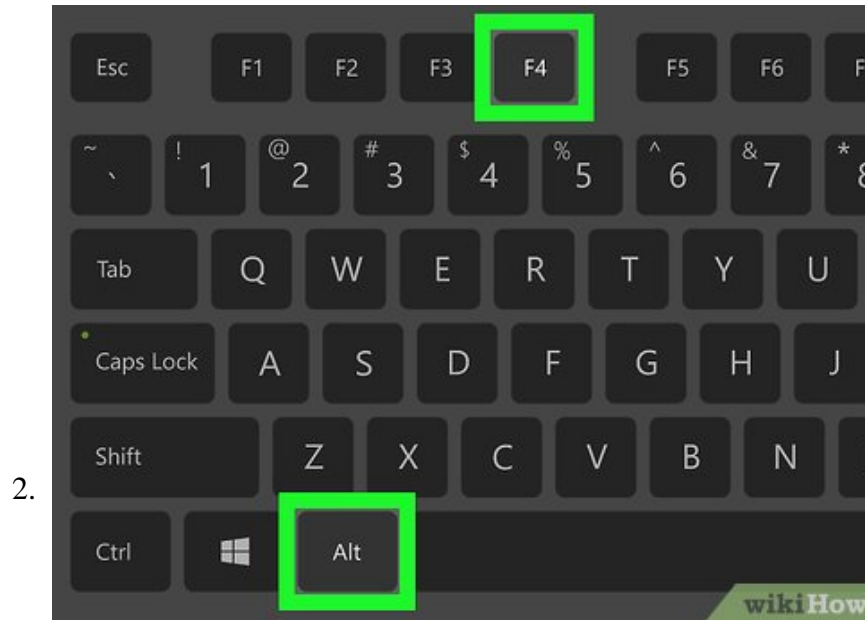 Esc F1 F2 F3 F4 F5 F6 F
~ ` ! 1 @ 2 # 3 $ 4 % 5 ^ 6 & 7 * 8
Tab Q W E R T Y U
Caps Lock A S D F G H J
Shift Z X C V B N
2.
Ctrl Alt
wikiHow